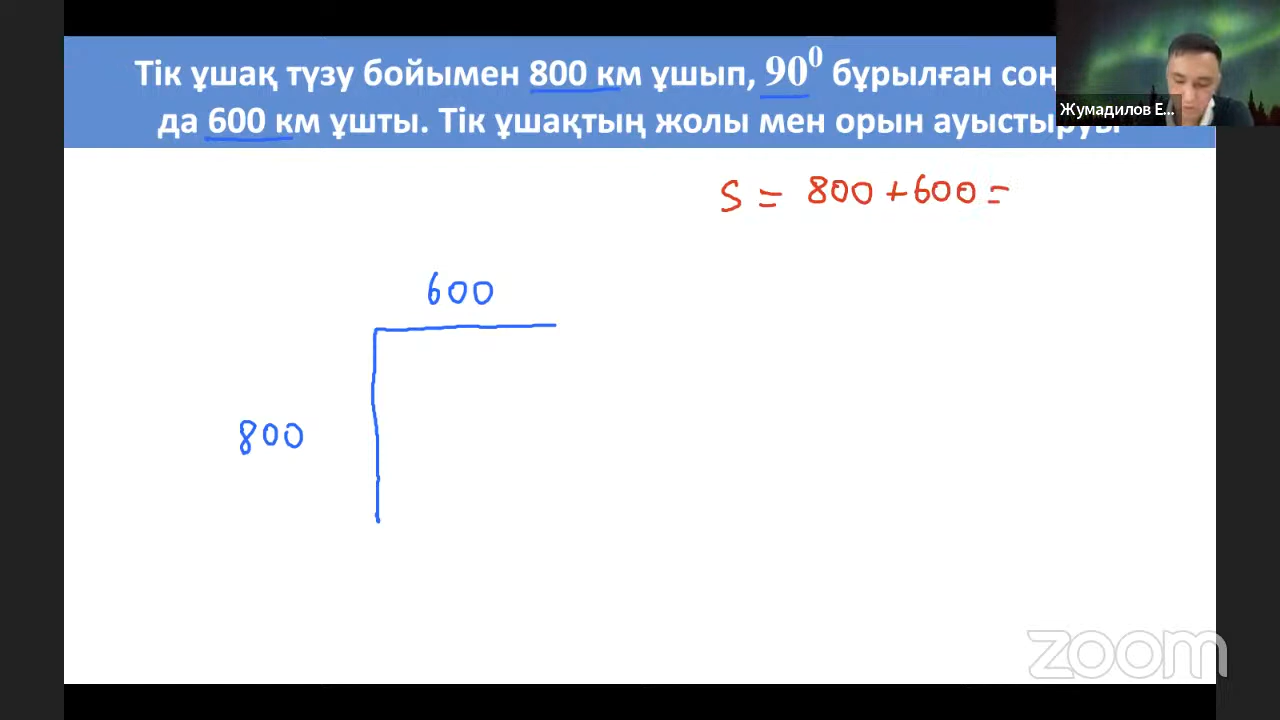 Тік ұшақ түзу бойымен 800 км ұшып, 90⁰ бұрылған соң
да 600 км ұшты. Тік ұшақтың жолы мен орын ауыстыруы
Жумадилов Е...
S = 800 + 600 =
600
800
zoom